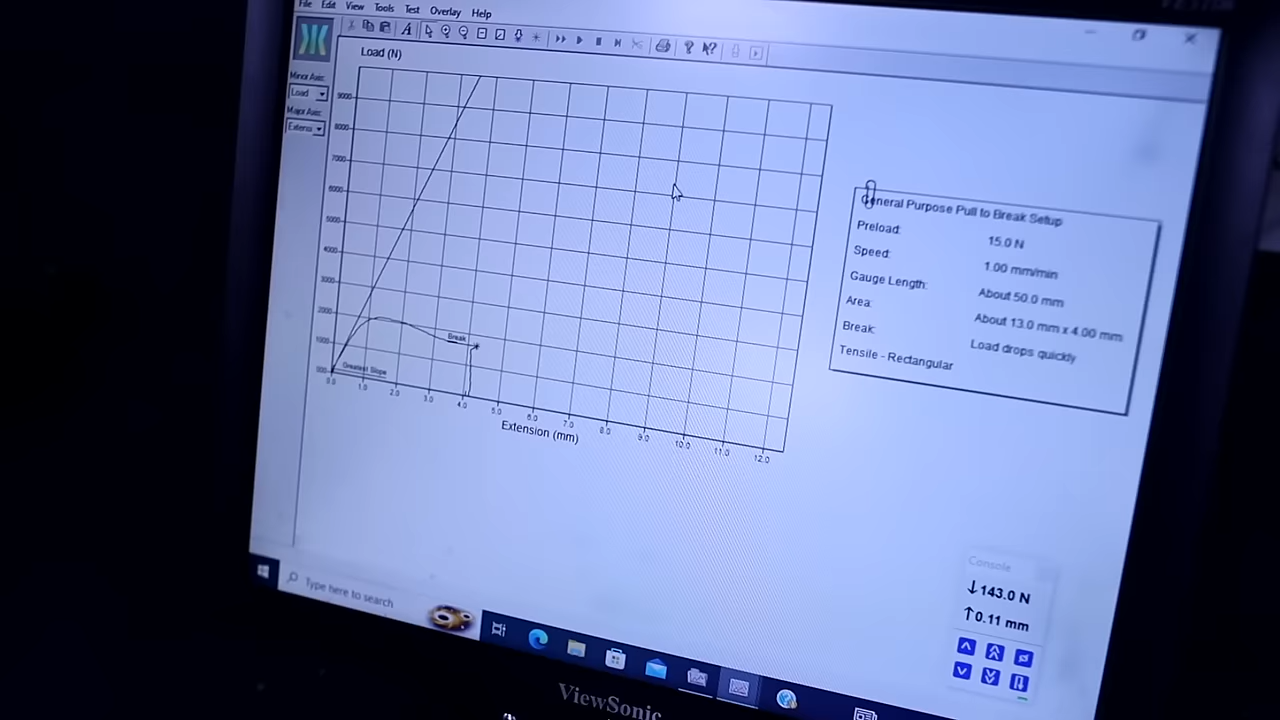 File Edit View Tools Test Overlay Help
Load (N)
Minor Axis:
Load
Major Axis:
Extens
9000
8000
7000
6000
5000
4000
3000
2000
1000
000
Break
Greatest Slope
0.0 1.0 2.0 3.0 4.0 5.0 6.0 7.0 8.0 9.0 10.0 11.0 12.0
Extension (mm)
General Purpose Pull to Break Setup
Preload: 15.0 N
Speed: 1.00 mm/min
Gauge Length: About 50.0 mm
Area: About 13.0 mm x 4.00 mm
Break: Load drops quickly
Tensile - Rectangular
Console
↓143.0 N
↑0.11 mm
Type here to search
ViewSonic